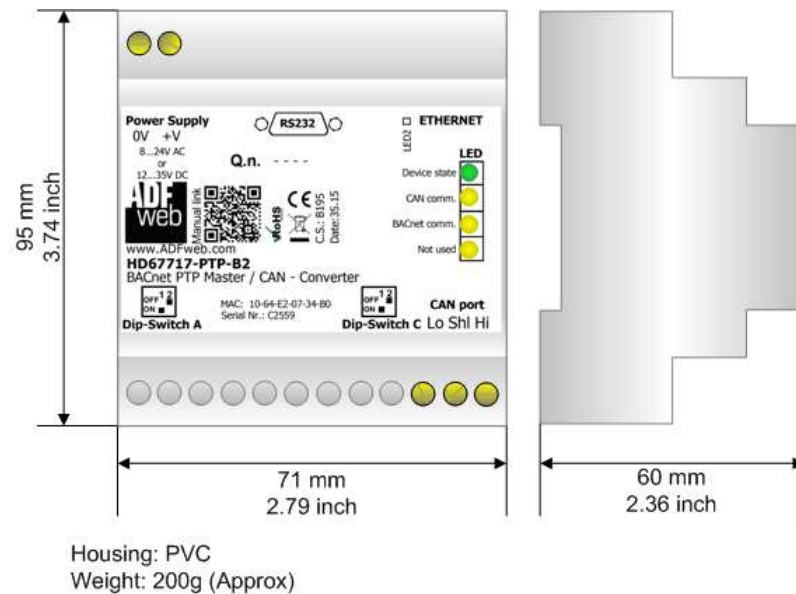 Power Supply
0V +V
8...24V AC
or
12...35V DC
RS232
ETHERNET
LED2
LED
Q.n. - - - -
Device state
CAN comm.
BACnet comm.
Not used
ADF
web
Manual link
RoHS
CE
C.S.: B195
Date:35.15
www.ADFweb.com
HD67717-PTP-B2
BACnet PTP Master / CAN - Converter
OFF 1 2
ON
Dip-Switch A
MAC: 10-64-E2-07-34-B0
Serial Nr.: C2559
OFF 1 2
ON
Dip-Switch C
CAN port
Lo Shl Hi
95 mm
3.74 inch
71 mm
2.79 inch
60 mm
2.36 inch
Housing: PVC
Weight: 200g (Approx)